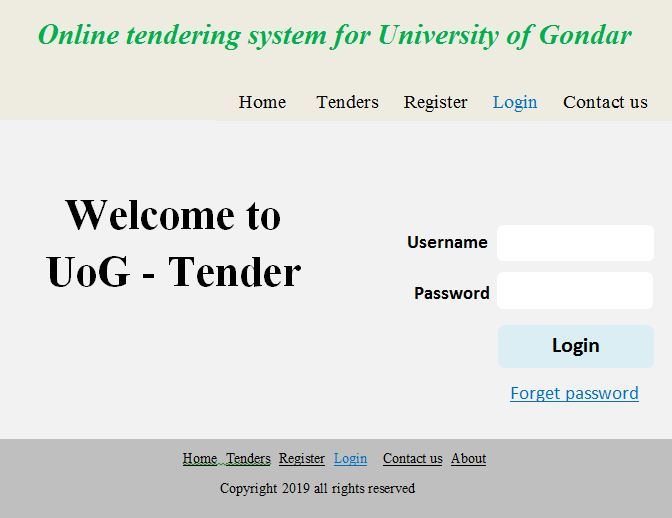 Online tendering system for University of Gondar
Home Tenders Register Login Contact us
Welcome to
UoG - Tender
Username
Password
Login
Forget password
Home Tenders Register Login Contact us About
Copyright 2019 all rights reserved